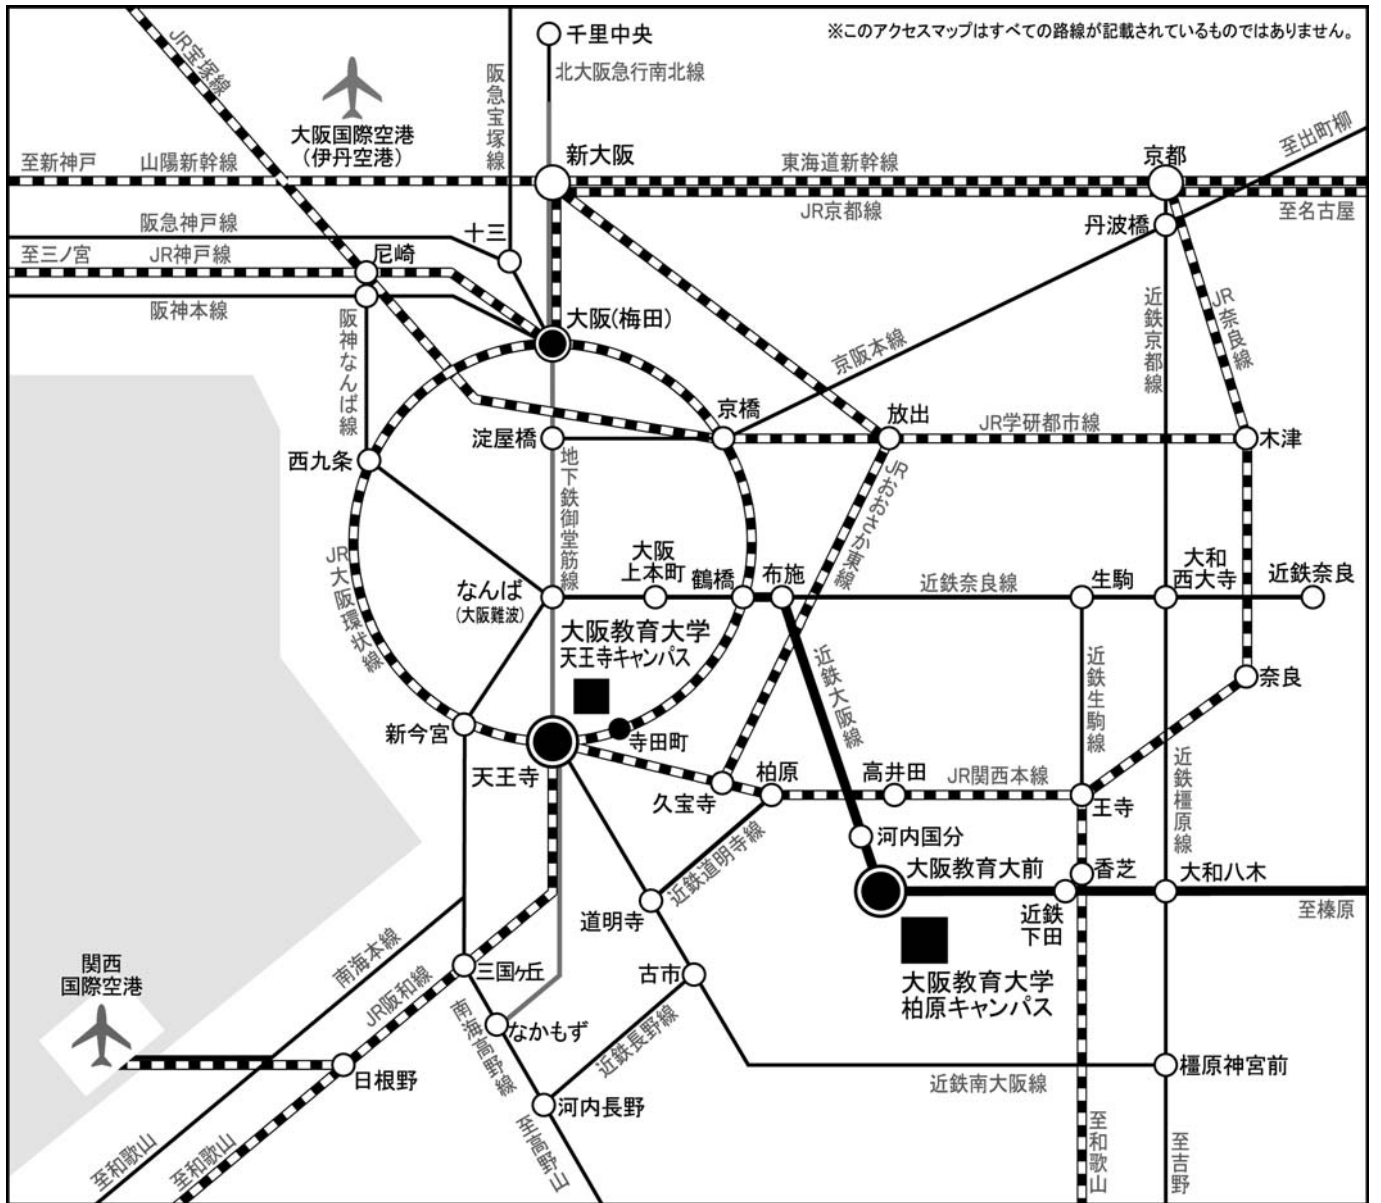 ※このアクセスマップはすべての路線が記載されているものではありません。
千里中央
北大阪急行南北線
JR宝塚線
阪急宝塚線
大阪国際空港
（伊丹空港）
至新神戸
山陽新幹線
新大阪
東海道新幹線
京都
至出町柳
JR京都線
至名古屋
阪急神戸線
十三
丹波橋
至三ノ宮
JR神戸線
尼崎
阪神本線
阪神なんば線
大阪(梅田)
近鉄京都線
JR奈良線
京阪本線
淀屋橋
京橋
放出
JR学研都市線
木津
西九条
地下鉄御堂筋線
JRおおさか東線
JR大阪環状線
なんば
(大阪難波)
大阪
上本町
鶴橋
布施
近鉄奈良線
生駒
大和
西大寺
近鉄奈良
大阪教育大学
天王寺キャンパス
近鉄大阪線
近鉄生駒線
奈良
新今宮
天王寺
寺田町
久宝寺
柏原
高井田
JR関西本線
王寺
近鉄橿原線
河内国分
近鉄道明寺線
大阪教育大前
香芝
大和八木
道明寺
近鉄
下田
至榛原
大阪教育大学
柏原キャンパス
関西
国際空港
南海本線
JR阪和線
三国ヶ丘
古市
南海高野線
なかもず
近鉄長野線
日根野
近鉄南大阪線
橿原神宮前
河内長野
至和歌山
至和歌山
至高野山
至和歌山
至吉野